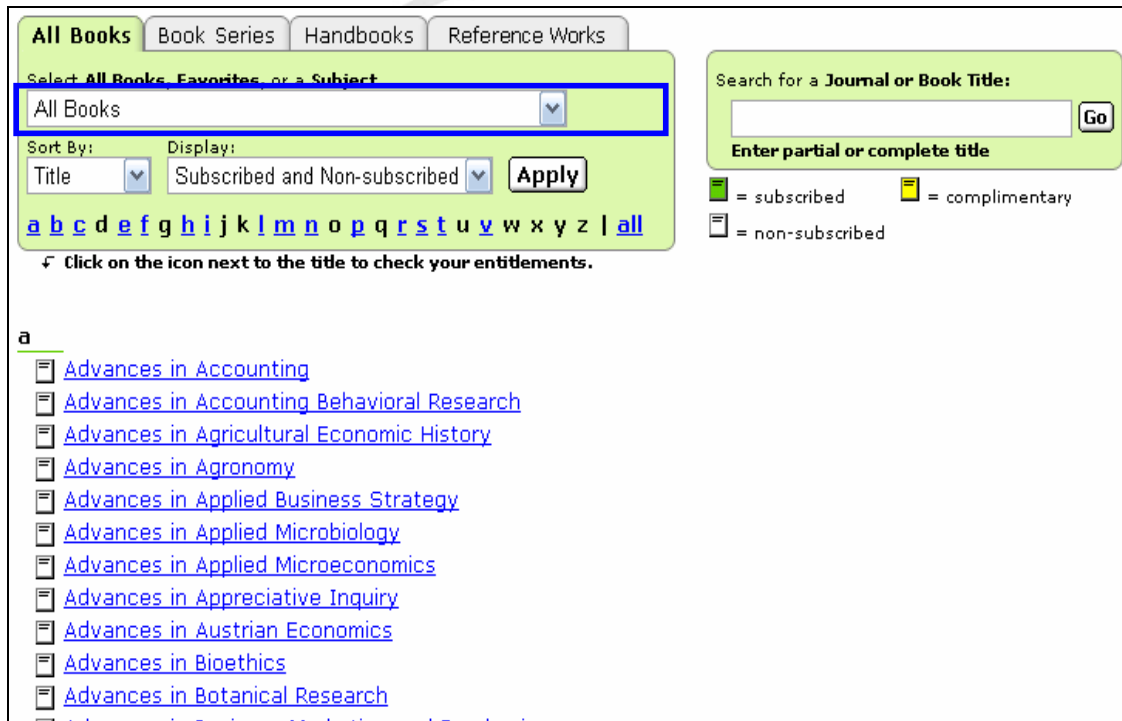 All Books Book Series Handbooks Reference Works
Select All Books, Favorites, or a Subject
All Books
Sort By: Display:
Title Subscribed and Non-subscribed Apply
a b c d e f g h i j k l m n o p q r s t u v w x y z | all
Click on the icon next to the title to check your entitlements.
Search for a Journal or Book Title:
Go
Enter partial or complete title
= subscribed = complimentary
= non-subscribed
a
Advances in Accounting
Advances in Accounting Behavioral Research
Advances in Agricultural Economic History
Advances in Agronomy
Advances in Applied Business Strategy
Advances in Applied Microbiology
Advances in Applied Microeconomics
Advances in Appreciative Inquiry
Advances in Austrian Economics
Advances in Bioethics
Advances in Botanical Research